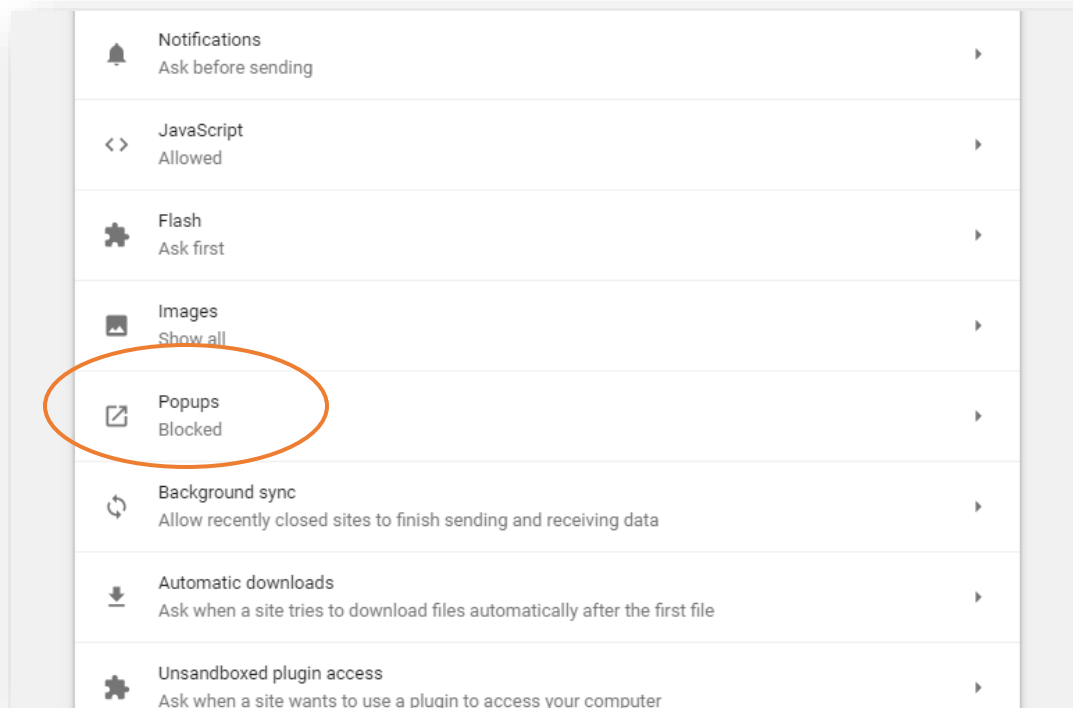 Notifications
Ask before sending
JavaScript
Allowed
Flash
Ask first
Images
Show all
Popups
Blocked
Background sync
Allow recently closed sites to finish sending and receiving data
Automatic downloads
Ask when a site tries to download files automatically after the first file
Unsandboxed plugin access
Ask when a site wants to use a plugin to access your computer